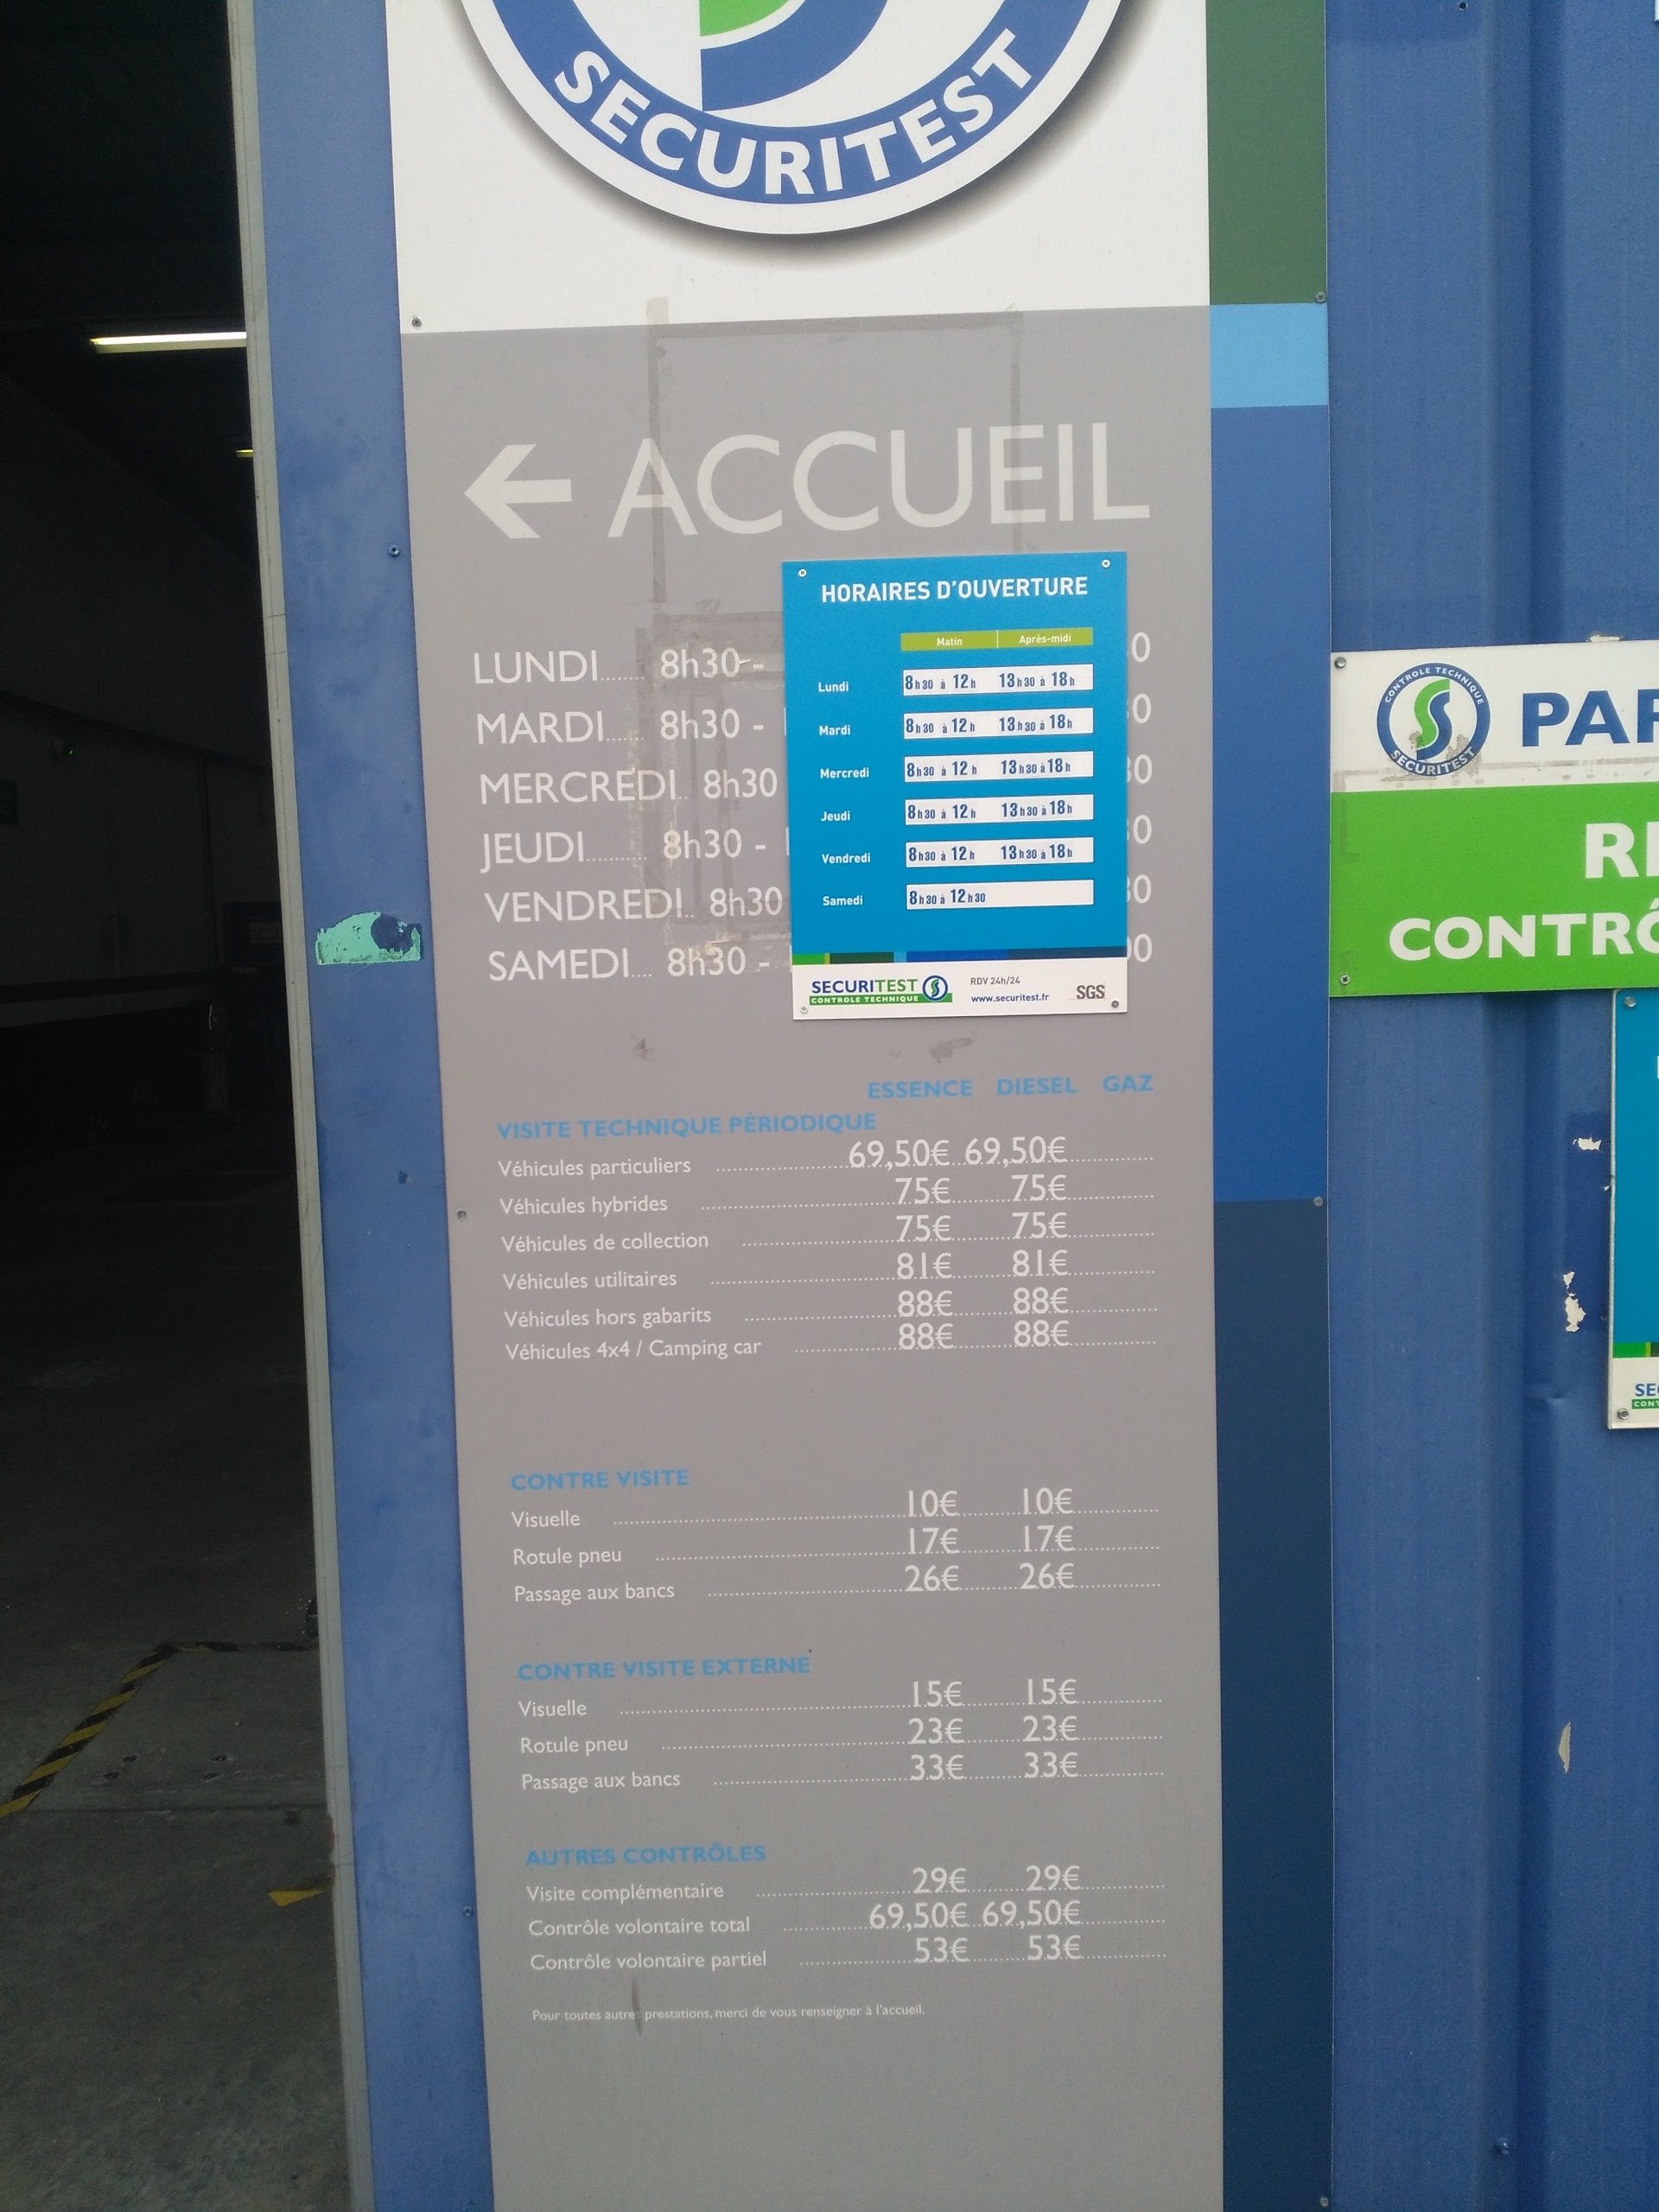 SECURITEST
← ACCUEIL
HORAIRES D'OUVERTURE
Matin Après-midi
Lundi 8h30 à 12h 13h30 à 18h
Mardi 8h30 à 12h 13h30 à 18h
Mercredi 8h30 à 12h 13h30 à 18h
Jeudi 8h30 à 12h 13h30 à 18h
Vendredi 8h30 à 12h 13h30 à 18h
Samedi 8h30 à 12h30
SECURITEST
CONTROLE TECHNIQUE
RDV 24h/24
www.securitest.fr
SGS
LUNDI........ 8h30 -
MARDI...... 8h30 -
MERCREDI.. 8h30
JEUDI.......... 8h30 -
VENDREDI.. 8h30
SAMEDI.... 8h30 -
ESSENCE DIESEL GAZ
VISITE TECHNIQUE PÉRIODIQUE
Véhicules particuliers 69,50€ 69,50€
Véhicules hybrides 75€ 75€
Véhicules de collection 75€ 75€
Véhicules utilitaires 81€ 81€
Véhicules hors gabarits 88€ 88€
Véhicules 4x4 / Camping car 88€ 88€
CONTRE VISITE
Visuelle 10€ 10€
Rotule pneu 17€ 17€
Passage aux bancs 26€ 26€
CONTRE VISITE EXTERNE
Visuelle 15€ 15€
Rotule pneu 23€ 23€
Passage aux bancs 33€ 33€
AUTRES CONTRÔLES
Visite complémentaire 29€ 29€
Contrôle volontaire total 69,50€ 69,50€
Contrôle volontaire partiel 53€ 53€
Pour toutes autres prestations, merci de vous renseigner à l'accueil.
CONTROLE TECHNIQUE
SECURITEST